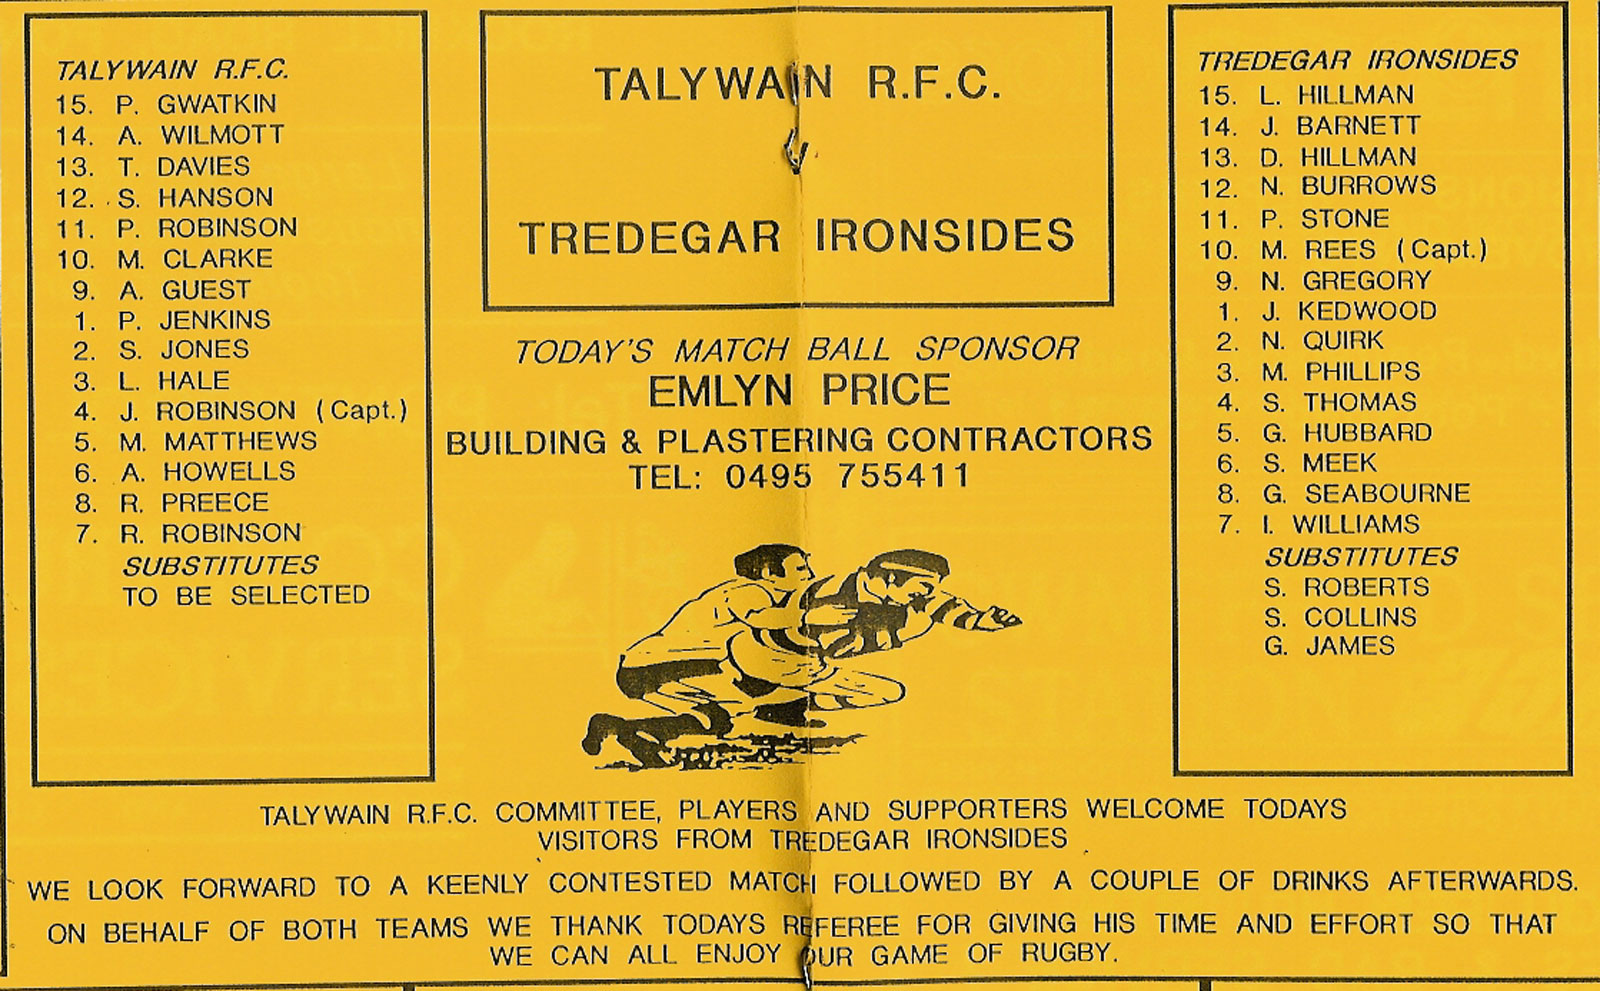 TALYWAIN R.F.C.
15. P. GWATKIN
14. A. WILMOTT
13. T. DAVIES
12. S. HANSON
11. P. ROBINSON
10. M. CLARKE
9. A. GUEST
1. P. JENKINS
2. S. JONES
3. L. HALE
4. J. ROBINSON (Capt.)
5. M. MATTHEWS
6. A. HOWELLS
8. R. PREECE
7. R. ROBINSON
SUBSTITUTES
TO BE SELECTED
TALYWAIN R.F.C.
TREDEGAR IRONSIDES
TODAY'S MATCH BALL SPONSOR
EMLYN PRICE
BUILDING & PLASTERING CONTRACTORS
TEL: 0495 755411
TREDEGAR IRONSIDES
15. L. HILLMAN
14. J. BARNETT
13. D. HILLMAN
12. N. BURROWS
11. P. STONE
10. M. REES (Capt.)
9. N. GREGORY
1. J. KEDWOOD
2. N. QUIRK
3. M. PHILLIPS
4. S. THOMAS
5. G. HUBBARD
6. S. MEEK
8. G. SEABOURNE
7. I. WILLIAMS
SUBSTITUTES
S. ROBERTS
S. COLLINS
G. JAMES
TALYWAIN R.F.C. COMMITTEE, PLAYERS AND SUPPORTERS WELCOME TODAYS
VISITORS FROM TREDEGAR IRONSIDES
WE LOOK FORWARD TO A KEENLY CONTESTED MATCH FOLLOWED BY A COUPLE OF DRINKS AFTERWARDS.
ON BEHALF OF BOTH TEAMS WE THANK TODAYS REFEREE FOR GIVING HIS TIME AND EFFORT SO THAT
WE CAN ALL ENJOY OUR GAME OF RUGBY.